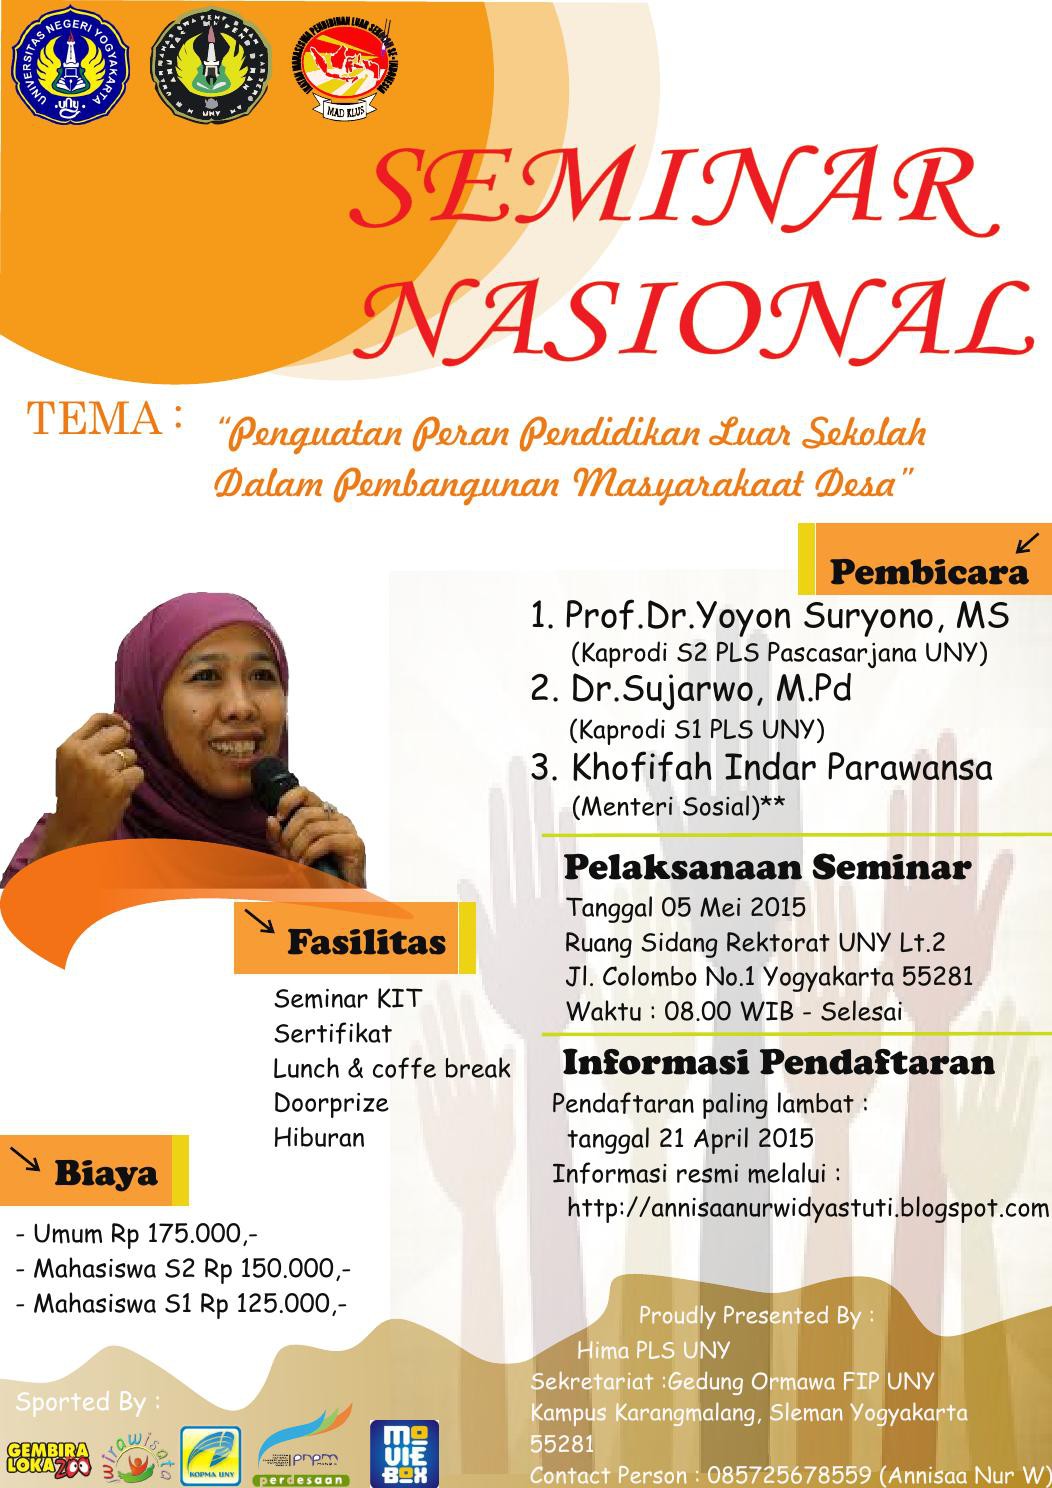 UNIVERSITAS NEGERI YOGYAKARTA
UNY
UNY
MAD KLUS
SEMINAR
NASIONAL
TEMA :
“Penguatan Peran Pendidikan Luar Sekolah
Dalam Pembangunan Masyarakaat Desa”
Pembicara
1. Prof.Dr.Yoyon Suryono, MS
(Kaprodi S2 PLS Pascasarjana UNY)
2. Dr.Sujarwo, M.Pd
(Kaprodi S1 PLS UNY)
3. Khofifah Indar Parawansa
(Menteri Sosial)**
Pelaksanaan Seminar
Tanggal 05 Mei 2015
Ruang Sidang Rektorat UNY Lt.2
Jl. Colombo No.1 Yogyakarta 55281
Waktu : 08.00 WIB - Selesai
Fasilitas
Seminar KIT
Sertifikat
Lunch & coffe break
Doorprize
Hiburan
Informasi Pendaftaran
Pendaftaran paling lambat :
tanggal 21 April 2015
Informasi resmi melalui :
http://annisaanurwidyastuti.blogspot.com
Biaya
- Umum Rp 175.000,-
- Mahasiswa S2 Rp 150.000,-
- Mahasiswa S1 Rp 125.000,-
Proudly Presented By :
Hima PLS UNY
Sekretariat :Gedung Ormawa FIP UNY
Kampus Karangmalang, Sleman Yogyakarta
55281
Contact Person : 085725678559 (Annisaa Nur W)
Sported By :
GEMBIRA
LOKA ZOO
wirawisata
KOPMA UNY
pnpm
perdesaan
MOVIE
BOX